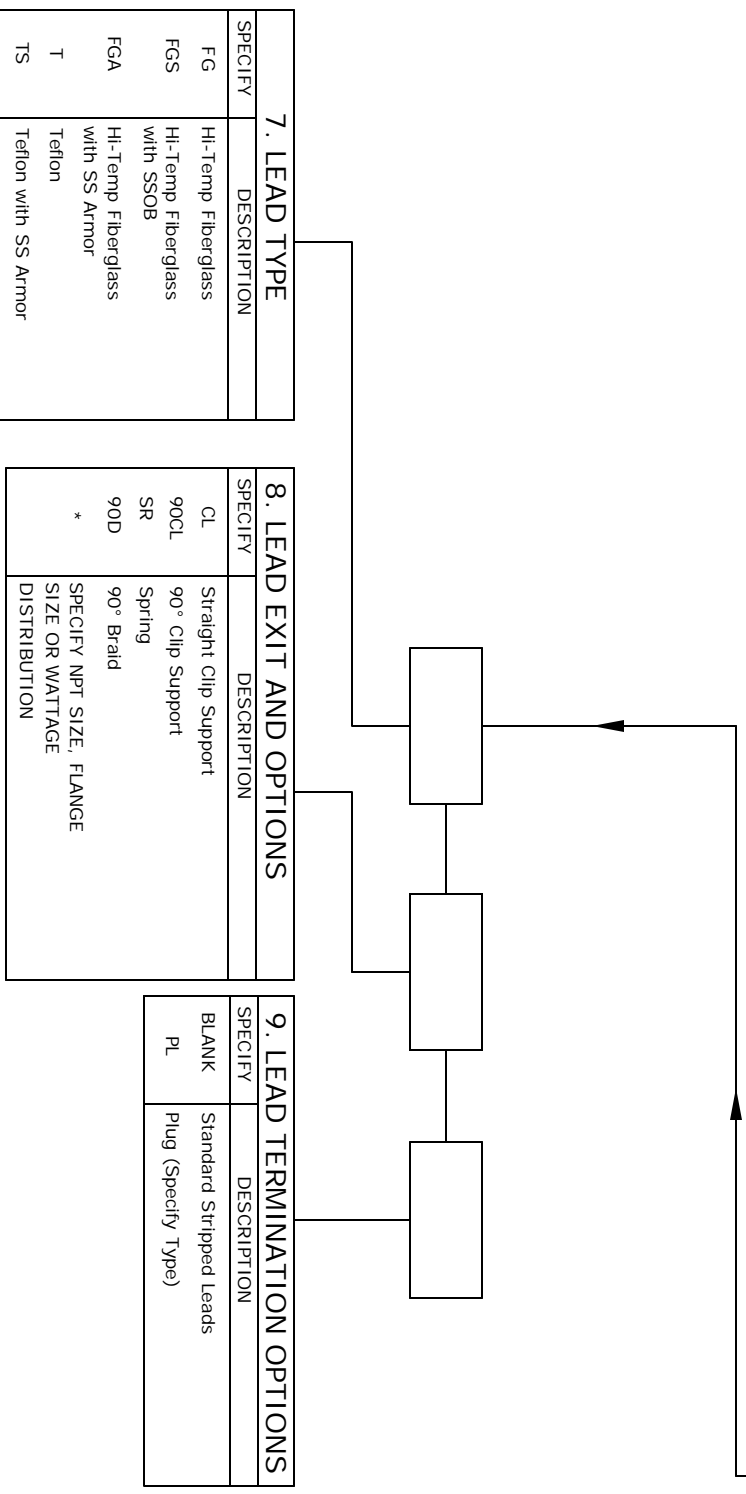 7. LEAD TYPE
SPECIFY DESCRIPTION
FG Hi-Temp Fiberglass
FGS Hi-Temp Fiberglass
with SSOB
FGA Hi-Temp Fiberglass
with SS Armor
T Teflon
TS Teflon with SS Armor
8. LEAD EXIT AND OPTIONS
SPECIFY DESCRIPTION
CL Straight Clip Support
90CL 90° Clip Support
SR Spring
90D 90° Braid
* SPECIFY NPT SIZE, FLANGE
SIZE OR WATTAGE
DISTRIBUTION
9. LEAD TERMINATION OPTIONS
SPECIFY DESCRIPTION
BLANK Standard Stripped Leads
PL Plug (Specify Type)